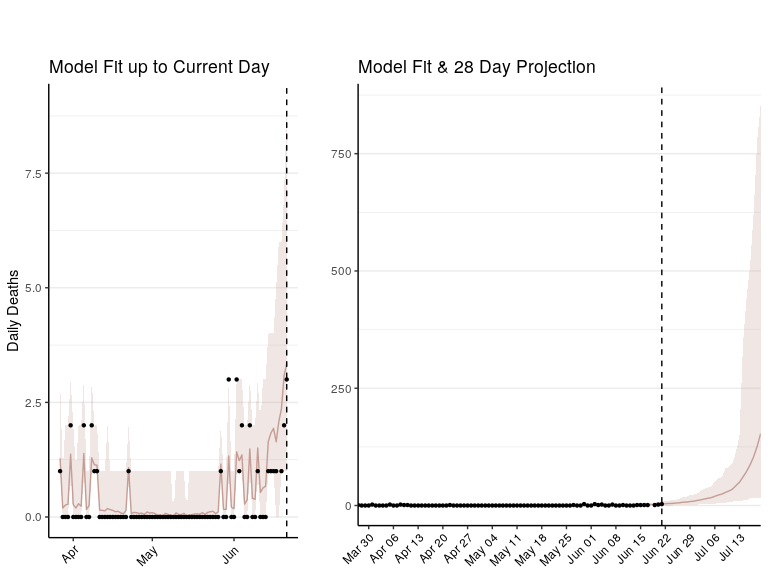 Model Fit up to Current Day
Model Fit & 28 Day Projection
Daily Deaths
7.5
5.0
2.5
0.0
Apr
May
Jun
750
500
250
0
Mar 30
Apr 06
Apr 13
Apr 20
Apr 27
May 04
May 11
May 18
May 25
Jun 01
Jun 08
Jun 15
Jun 22
Jun 29
Jul 06
Jul 13